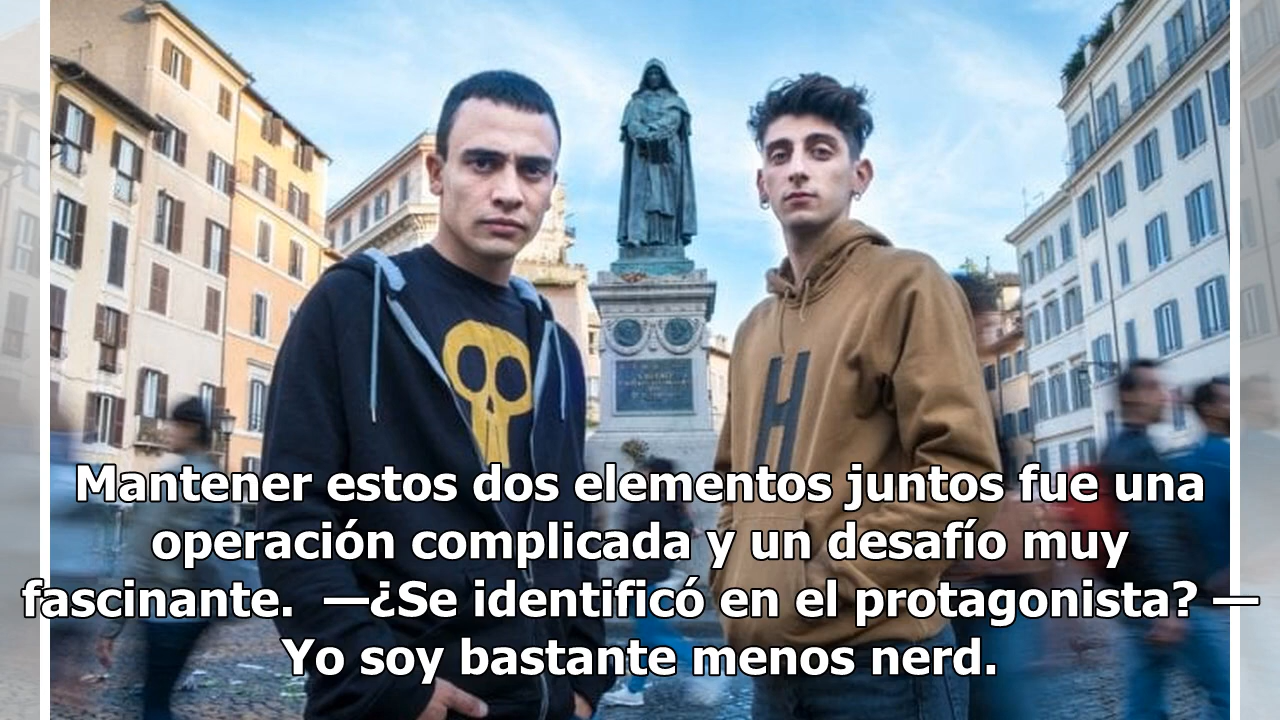 H
Mantener estos dos elementos juntos fue una
operación complicada y un desafío muy
fascinante.  —¿Se identificó en el protagonista? —
Yo soy bastante menos nerd.